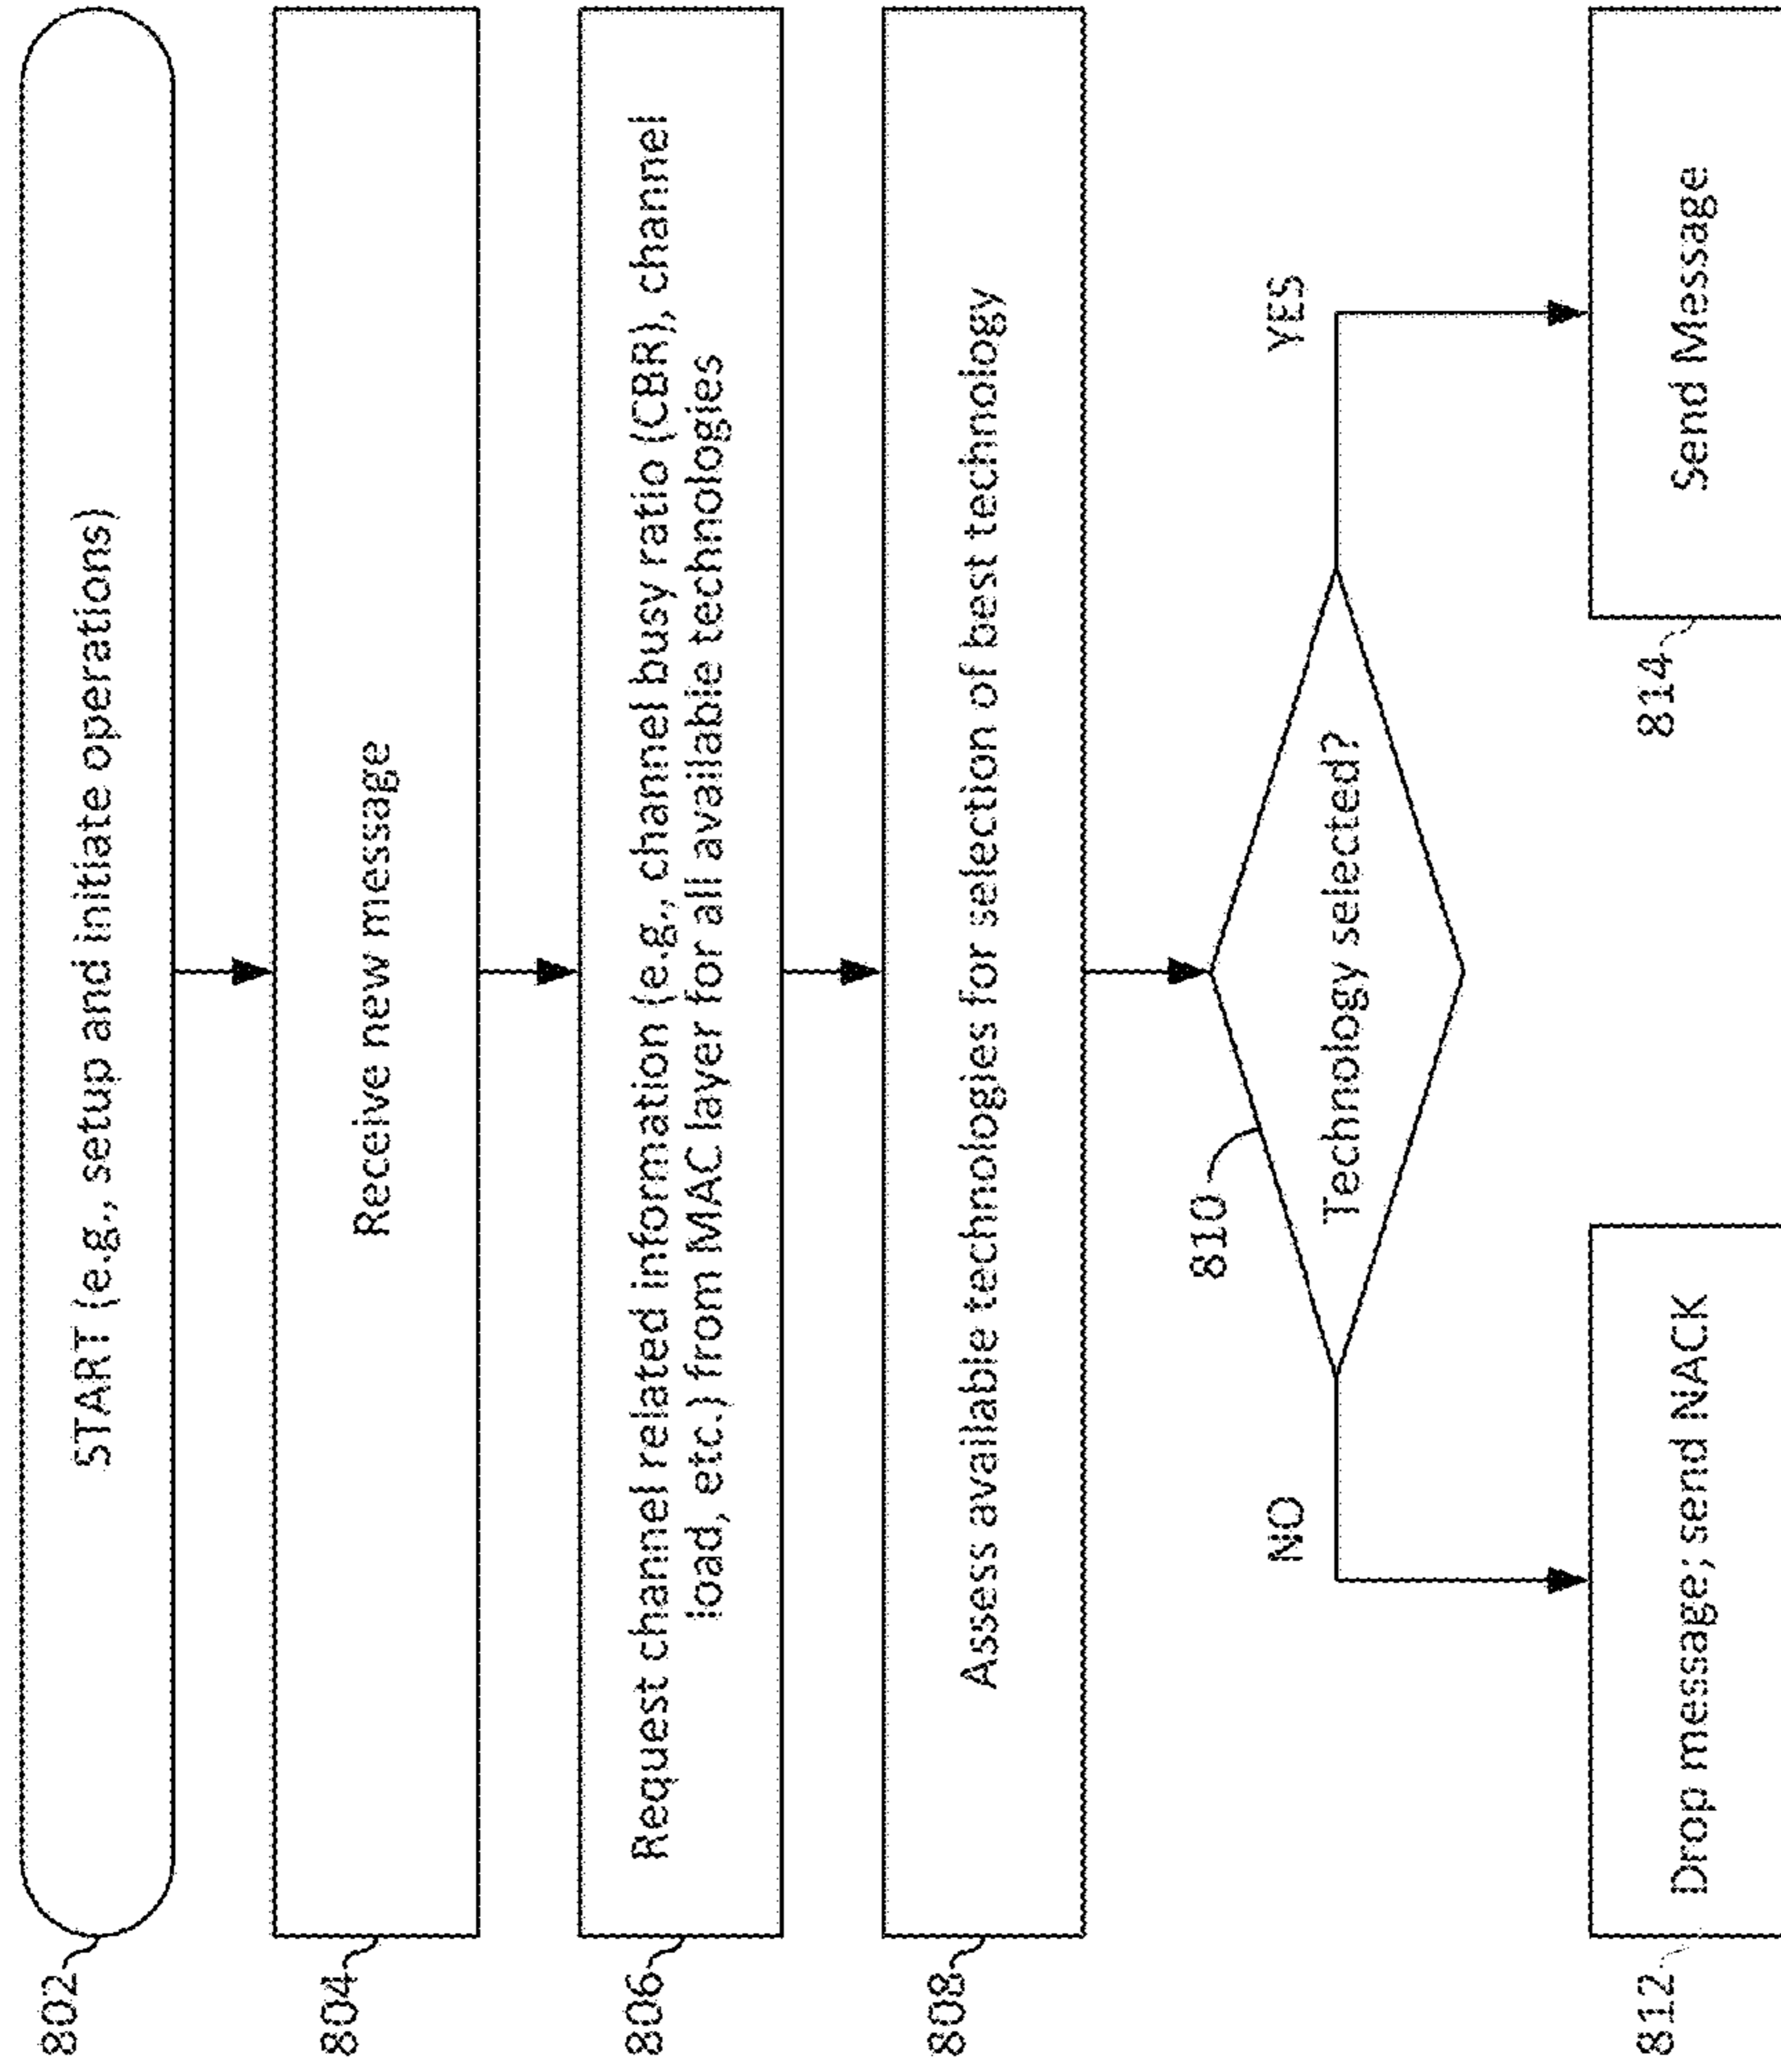 802
START (e.g., setup and initiate operations)
804
Receive new message
806
Request channel related information (e.g., channel busy ratio (CBR), channel
load, etc.) from MAC layer for all available technologies
808
Assess available technologies for selection of best technology
810
Technology selected?
NO
YES
812
Drop message; send NACK
814
Send Message